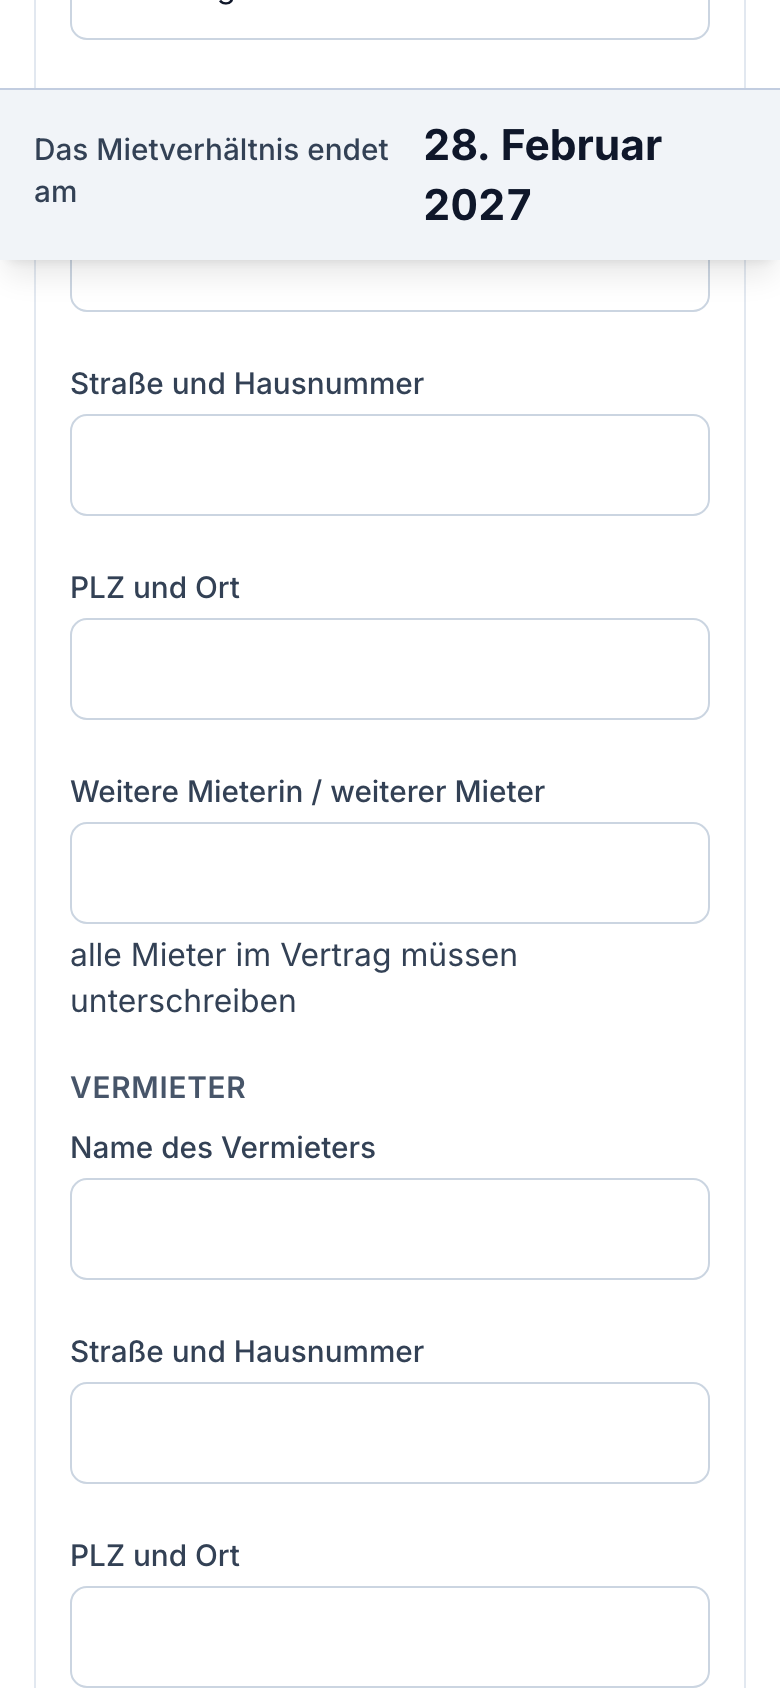 Das Mietverhältnis endet
am
28. Februar
2027
Straße und Hausnummer
PLZ und Ort
Weitere Mieterin / weiterer Mieter
alle Mieter im Vertrag müssen
unterschreiben
VERMIETER
Name des Vermieters
Straße und Hausnummer
PLZ und Ort